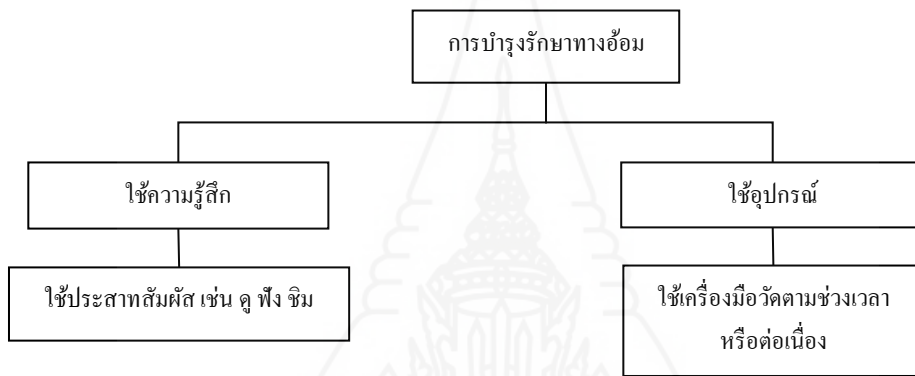 การบำรุงรักษาทางอ้อม
ใช้ความรู้สึก
ใช้อุปกรณ์
ใช้ประสาทสัมผัส เช่น ดู ฟัง ชิม
ใช้เครื่องมือวัดตามช่วงเวลา
หรือต่อเนื่อง